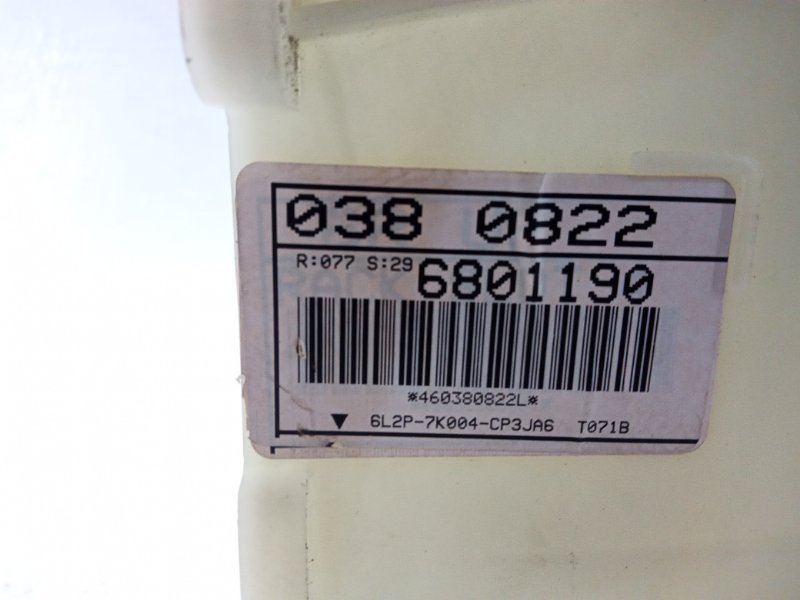 038 0822
R:077 S:29 6801190
*460380822L*
▼ 6L2P-7K004-CP3JA6 T071B